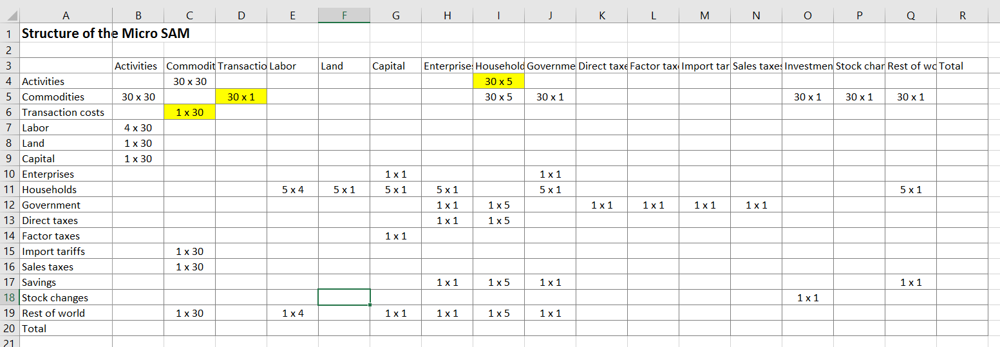 A B C D E F G H I J K L M N O P Q R
1 Structure of the Micro SAM
2
3 Activities Commodit Transactio Labor Land Capital Enterprises Household Governme Direct taxe Factor taxe Import tar Sales taxes Investmen Stock char Rest of wo Total
4 Activities 30 x 30 30 x 5
5 Commodities 30 x 30 30 x 1 30 x 5 30 x 1 30 x 1 30 x 1 30 x 1
6 Transaction costs 1 x 30
7 Labor 4 x 30
8 Land 1 x 30
9 Capital 1 x 30
10 Enterprises 1 x 1 1 x 1
11 Households 5 x 4 5 x 1 5 x 1 5 x 1 5 x 1 5 x 1
12 Government 1 x 1 1 x 5 1 x 1 1 x 1 1 x 1 1 x 1
13 Direct taxes 1 x 1 1 x 5
14 Factor taxes 1 x 1
15 Import tariffs 1 x 30
16 Sales taxes 1 x 30
17 Savings 1 x 1 1 x 5 1 x 1 1 x 1
18 Stock changes 1 x 1
19 Rest of world 1 x 30 1 x 4 1 x 1 1 x 1 1 x 5 1 x 1
20 Total
21